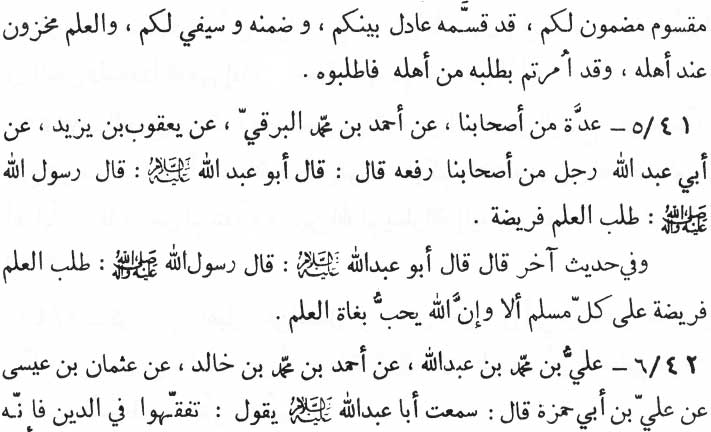 مقسوم مضمون لكم ، قد قسَّمه عادل بينكم ، و ضمنه و سيفي لكم ، والعلم مخزون
عند أهله ، وقد اُمرتم بطلبه من أهله فاطلبوه .
٤١/٥ ـ عدَّة من أصحابنا ، عن أحمد بن محمّد البرقيّ ، عن يعقوب بن يزيد ، عن
أبي عبد الله رجل من أصحابنا رفعه قال : قال أبو عبد الله عليه السلام : قال رسول الله
صلى الله عليه وآله : طلب العلم فريضة .
وفي حديث آخر قال قال أبو عبدالله عليه السلام : قال رسول الله صلى الله عليه وآله : طلب العلم
فريضة على كلّ مسلم ألا وإنَّ الله يحبُّ بغاة العلم .
٤٢/٦ ـ عليُّ بن محمّد بن عبدالله ، عن أحمد بن محمّد بن خالد ، عن عثمان بن عيسى
عن عليّ بن أبي حمزة قال : سمعت أبا عبدالله عليه السلام يقول : تفقّهوا في الدين فانّه